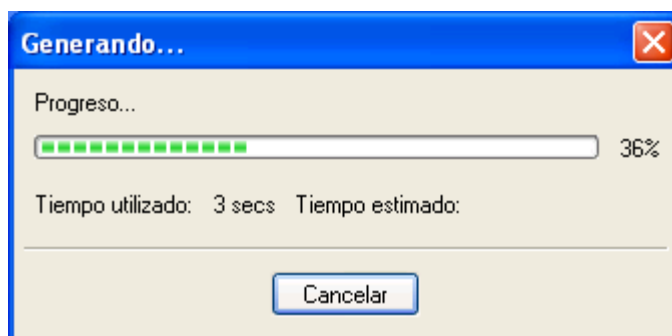 Generando...
Progreso...
36%
Tiempo utilizado: 3 secs Tiempo estimado:
Cancelar